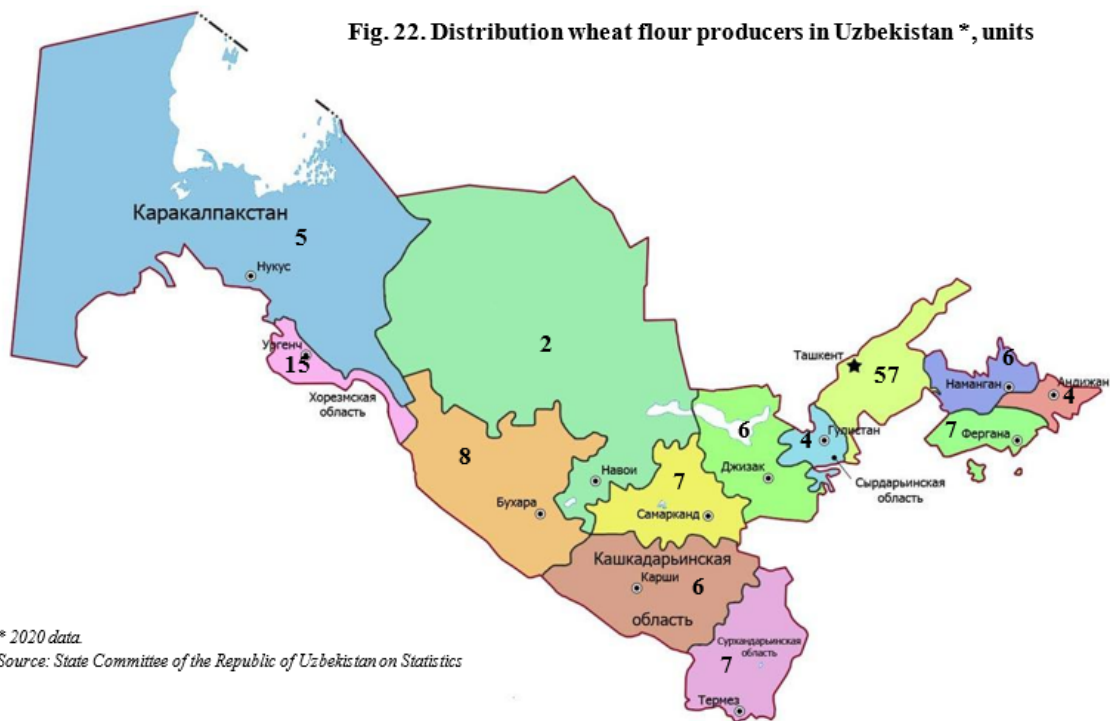 Fig. 22. Distribution wheat flour producers in Uzbekistan *, units
Каракалпакстан
5
Нукус
Ургенч
15
Хорезмская
область
2
Ташкент
57
6
Наманган
Андижан
4
7
Фергана
6
4
Гулистан
Джизак
Сырдарьинская
область
8
Бухара
Навои
7
Самарканд
Кашкадарьинская
Карши
6
область
Сурхандарьинская
область
7
Термез
* 2020 data.
Source: State Committee of the Republic of Uzbekistan on Statistics